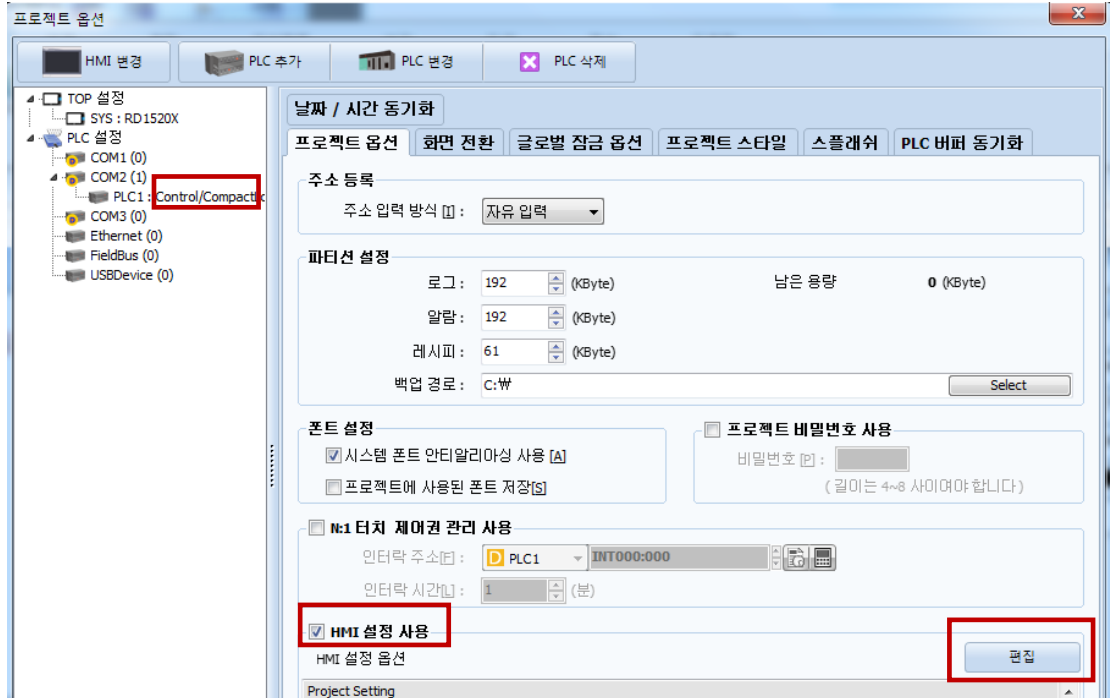 프로젝트 옵션
HMI 변경 PLC 추가 PLC 변경 PLC 삭제
TOP 설정
SYS : RD1520X
PLC 설정
COM1 (0)
COM2 (1)
PLC1 : Control/Compact
COM3 (0)
Ethernet (0)
FieldBus (0)
USBDevice (0)
날짜 / 시간 동기화
프로젝트 옵션 화면 전환 글로벌 잠금 옵션 프로젝트 스타일 스플래쉬 PLC 버퍼 동기화
주소 등록
주소 입력 방식 [I] : 자유 입력
파티션 설정
로그 : 192 (KByte) 남은 용량 0 (KByte)
알람 : 192 (KByte)
레시피 : 61 (KByte)
백업 경로 : C:₩ Select
폰트 설정
시스템 폰트 안티알리아싱 사용 [A]
프로젝트에 사용된 폰트 저장[S]
프로젝트 비밀번호 사용
비밀번호 [P] :
( 길이는 4~8 사이여야 합니다 )
N:1 터치 제어권 관리 사용
인터락 주소[F] : D PLC1 INT000:000
인터락 시간[L] : 1 (분)
HMI 설정 사용
HMI 설정 옵션 편집
Project Setting